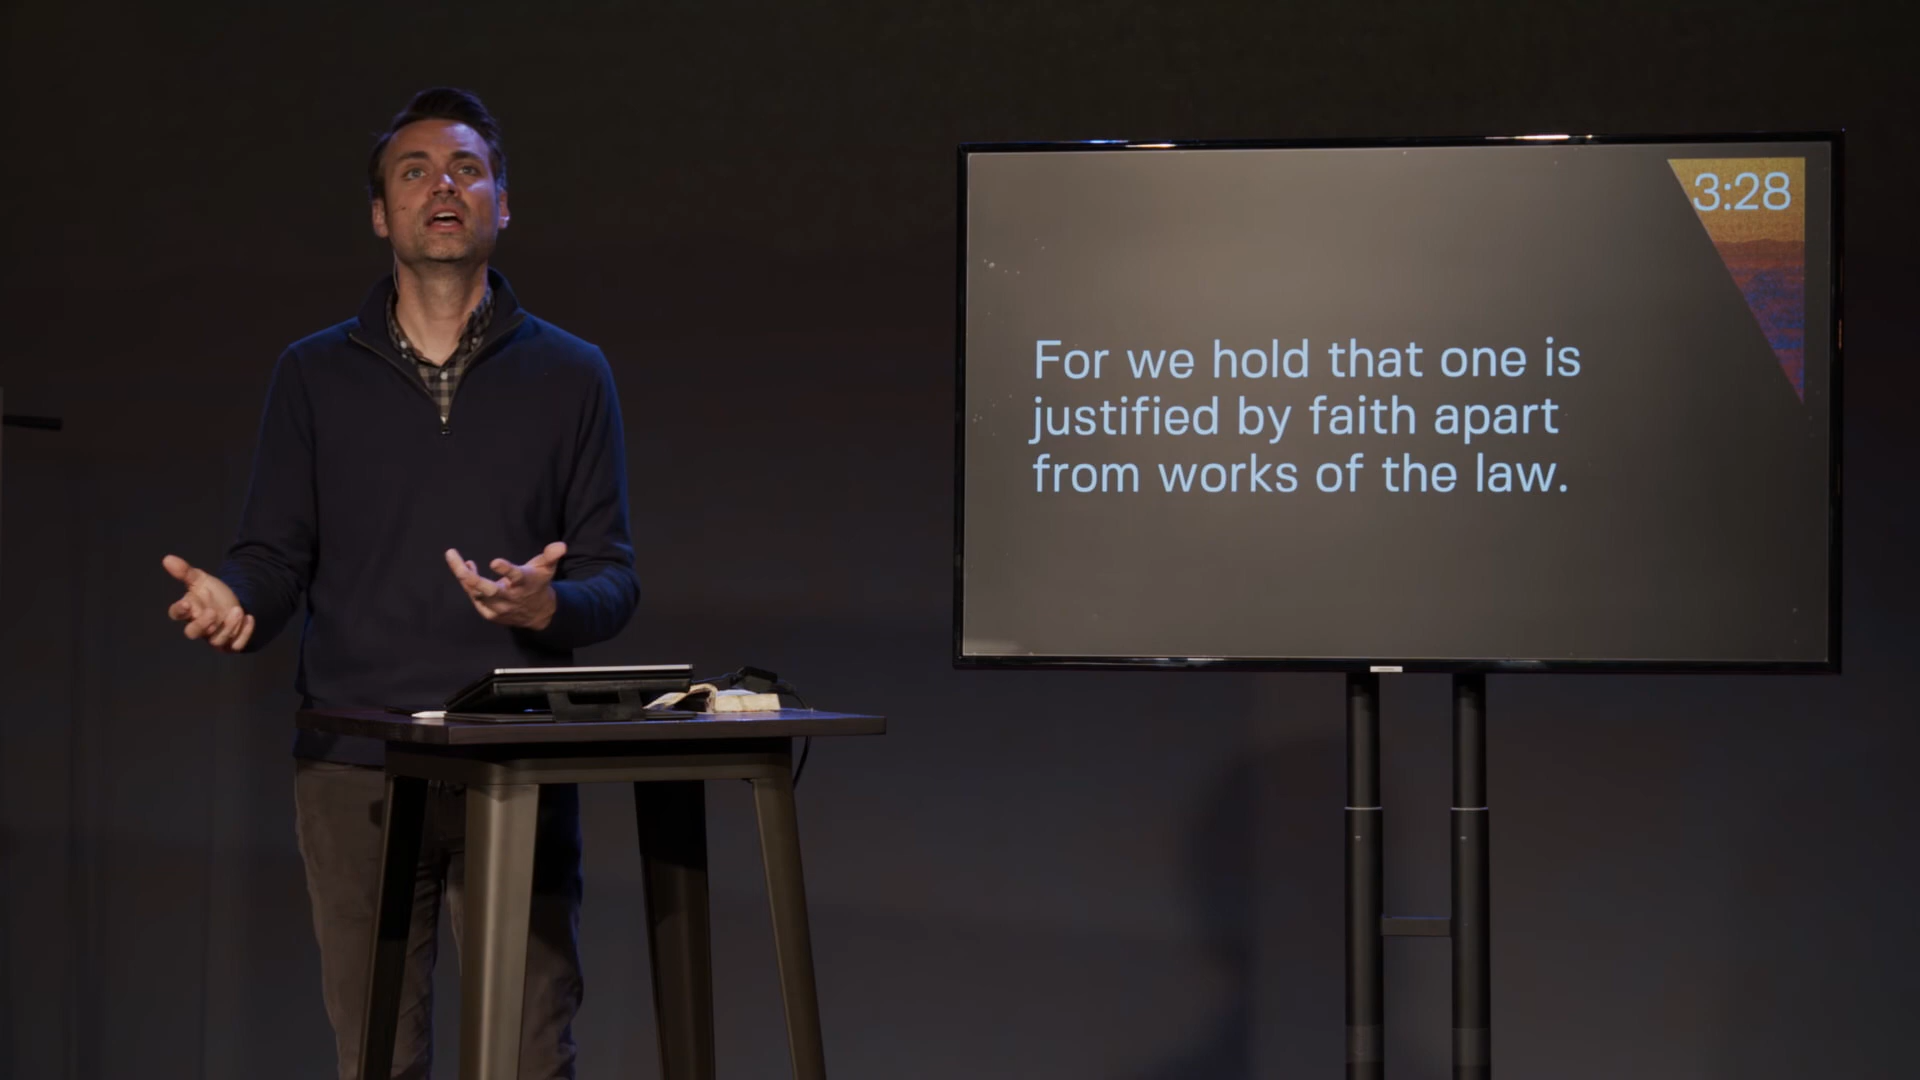 3:28
For we hold that one is
justified by faith apart
from works of the law.